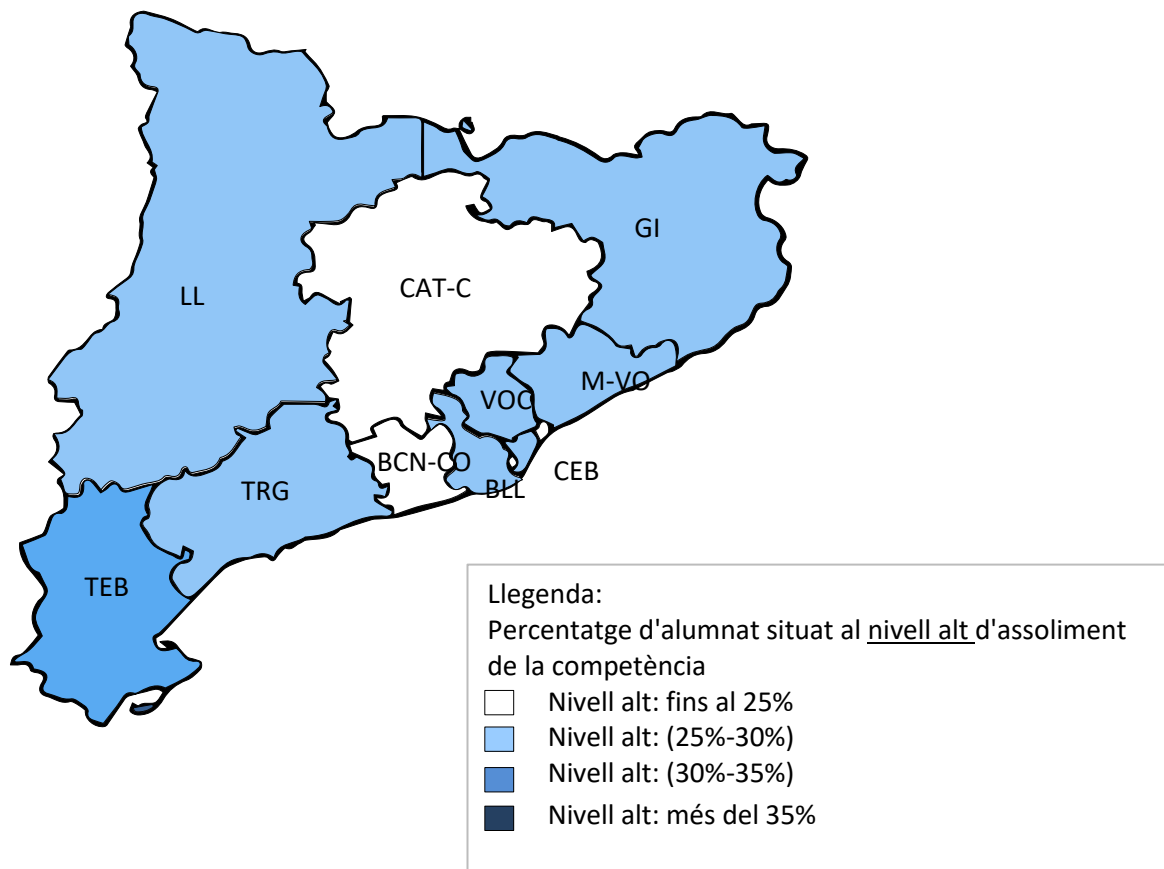 GI
CAT-C
LL
M-VO
VOC
BCN-CO
CEB
TRG
BLL
TEB
Llegenda:
Percentatge d'alumnat situat al nivell alt d'assoliment
de la competència
Nivell alt: fins al 25%
Nivell alt: (25%-30%)
Nivell alt: (30%-35%)
Nivell alt: més del 35%